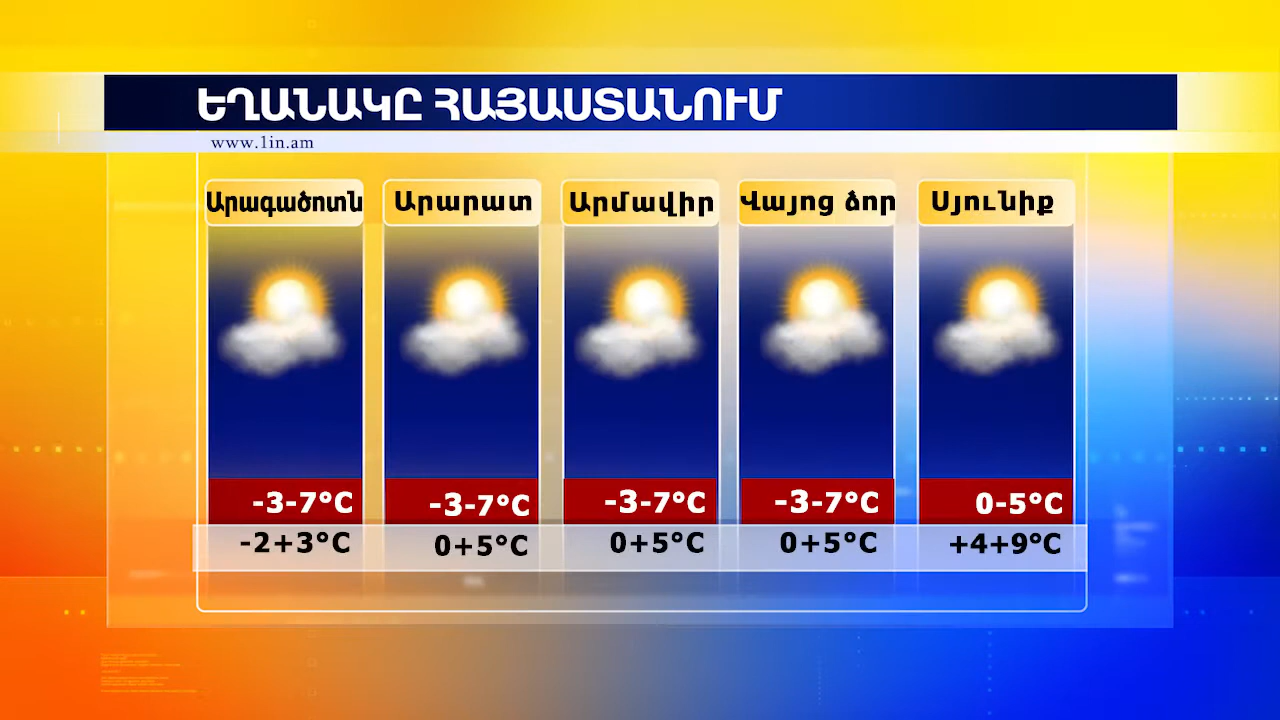 ԵՂԱՆԱԿԸ ՀԱՅԱՍՏԱՆՈՒՄ
www.1in.am
Արագածոտն Արարատ Արմավիր Վայոց ձոր Սյունիք
-3-7°C -3-7°C -3-7°C -3-7°C 0-5°C
-2+3°C 0+5°C 0+5°C 0+5°C +4+9°C